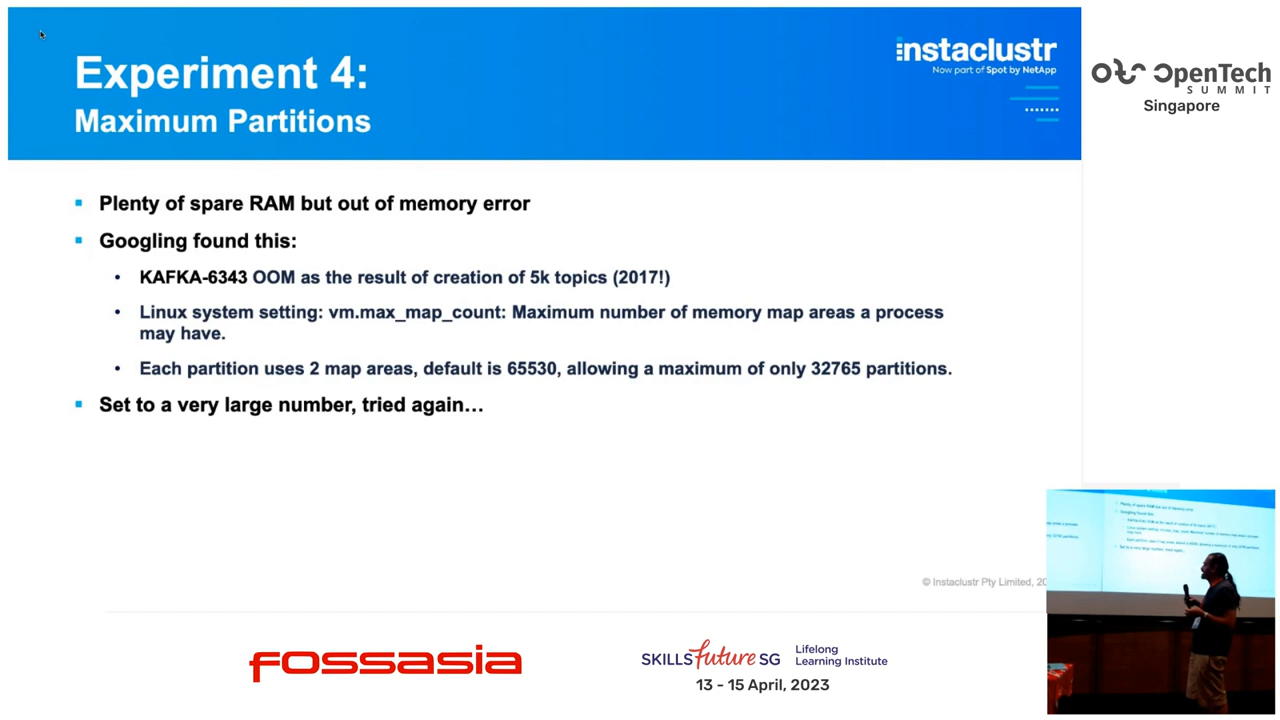 Experiment 4:
Maximum Partitions
instaclustr
Now part of Spot by NetApp
OpenTech
SUMMIT
Singapore
Plenty of spare RAM but out of memory error
Googling found this:
KAFKA-6343 OOM as the result of creation of 5k topics (2017!)
Linux system setting: vm.max_map_count: Maximum number of memory map areas a process
may have.
Each partition uses 2 map areas, default is 65530, allowing a maximum of only 32765 partitions.
Set to a very large number, tried again…
© Instaclustr Pty Limited, 20
fossasia
SKILLS future SG
Lifelong
Learning Institute
13 - 15 April, 2023